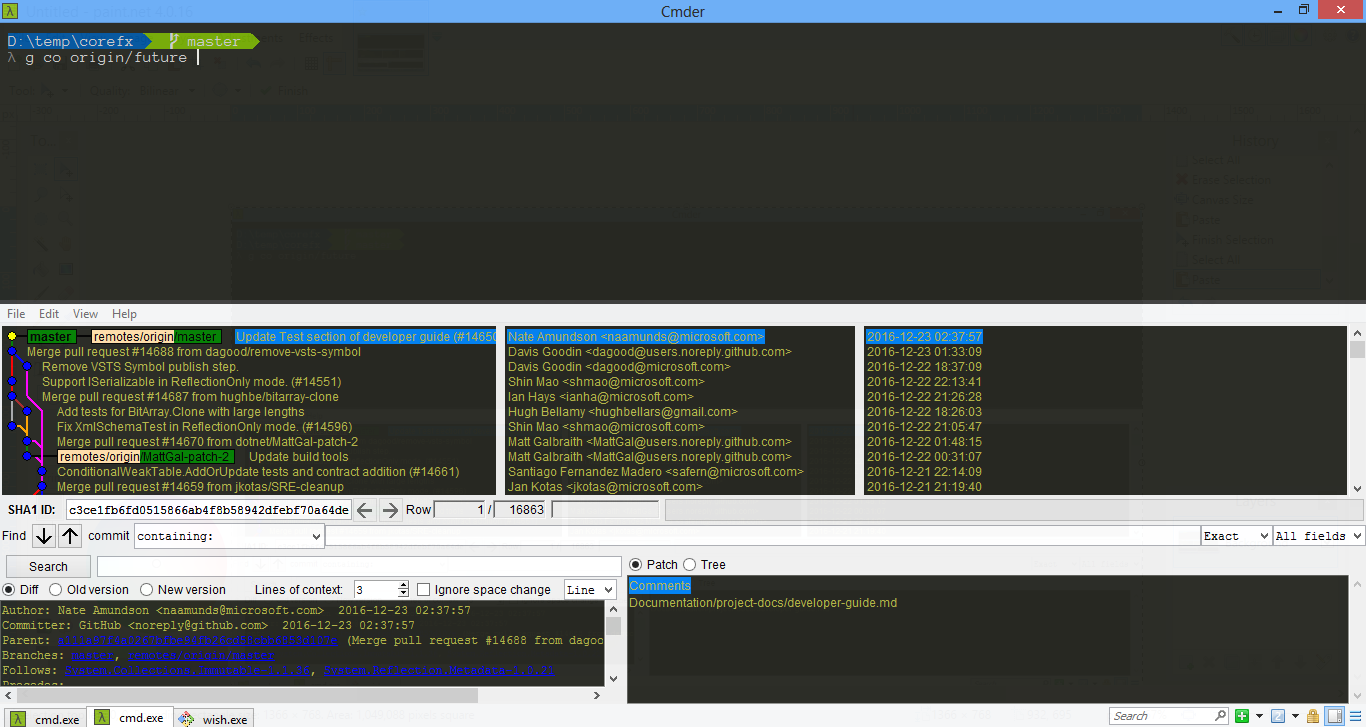 Cmder
D:\temp\corefx master
λ g co origin/future
File Edit View Help
master remotes/origin/master Update Test section of developer guide (#14650 Nate Amundson <naamunds@microsoft.com> 2016-12-23 02:37:57
Merge pull request #14688 from dagood/remove-vsts-symbol Davis Goodin <dagood@users.noreply.github.com> 2016-12-23 01:33:09
Remove VSTS Symbol publish step. Davis Goodin <dagood@users.noreply.github.com> 2016-12-22 18:37:09
Support ISerializable in ReflectionOnly mode. (#14551) Shin Mao <shmao@microsoft.com> 2016-12-22 22:13:41
Merge pull request #14687 from hughbe/bitarray-clone Ian Hays <ianha@microsoft.com> 2016-12-22 21:26:28
Add tests for BitArray.Clone with large lengths Hugh Bellamy <hughbellars@gmail.com> 2016-12-22 18:26:03
Fix XmlSchemaTest in ReflectionOnly mode. (#14596) Shin Mao <shmao@microsoft.com> 2016-12-22 21:05:47
Merge pull request #14670 from dotnet/MattGal-patch-2 Matt Galbraith <MattGal@users.noreply.github.com> 2016-12-22 01:48:15
remotes/origin/MattGal-patch-2 Update build tools Matt Galbraith <MattGal@users.noreply.github.com> 2016-12-22 00:31:07
ConditionalWeakTable.AddOrUpdate tests and contract addition (#14661) Santiago Fernandez Madero <safern@microsoft.com> 2016-12-21 22:14:09
Merge pull request #14659 from jkotas/SRE-cleanup Jan Kotas <jkotas@microsoft.com> 2016-12-21 21:19:40
SHA1 ID: c3ce1fb6fd0515866ab4f8b58942dfebf70a64de Row 1 / 16863
Find commit containing: Exact All fields
Search Patch Tree
Diff Old version New version Lines of context: 3 Ignore space change Line
Comments
Documentation/project-docs/developer-guide.md
Author: Nate Amundson <naamunds@microsoft.com> 2016-12-23 02:37:57
Committer: GitHub <noreply@github.com> 2016-12-23 02:37:57
Parent: (Merge pull request #14688 from dagoo
Branches: master, remotes/origin/master
Follows:
cmd.exe cmd.exe wish.exe Search